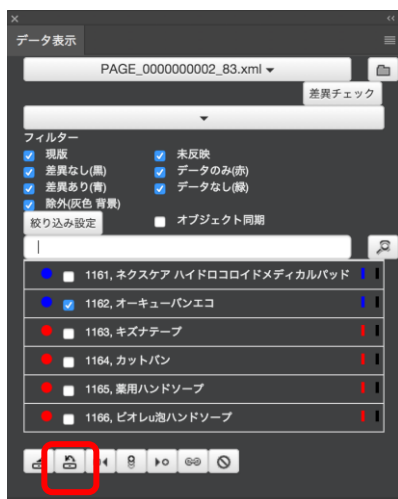 データ表示
PAGE_0000000002_83.xml
差異チェック
フィルター
現版 未反映
差異なし(黒) データのみ(赤)
差異あり(青) データなし(緑)
除外(灰色 背景)
絞り込み設定 オブジェクト同期
1161, ネクスケア ハイドロコロイドメディカルパッド
1162, オーキューバンエコ
1163, キズナテープ
1164, カットバン
1165, 薬用ハンドソープ
1166, ビオレu泡ハンドソープ